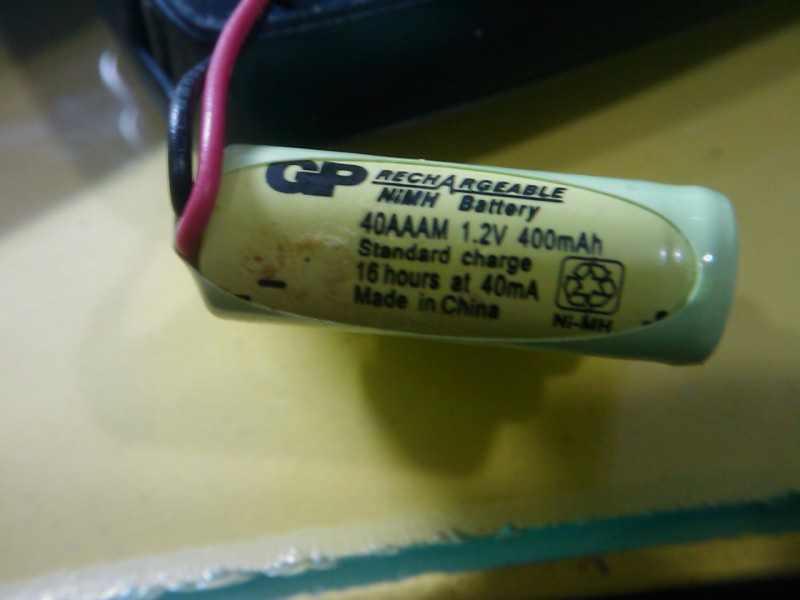 GP RECHARGEABLE
NiMH Battery
40AAAM 1.2V 400mAh
Standard charge
16 hours at 40mA
Made in China
Ni-MH